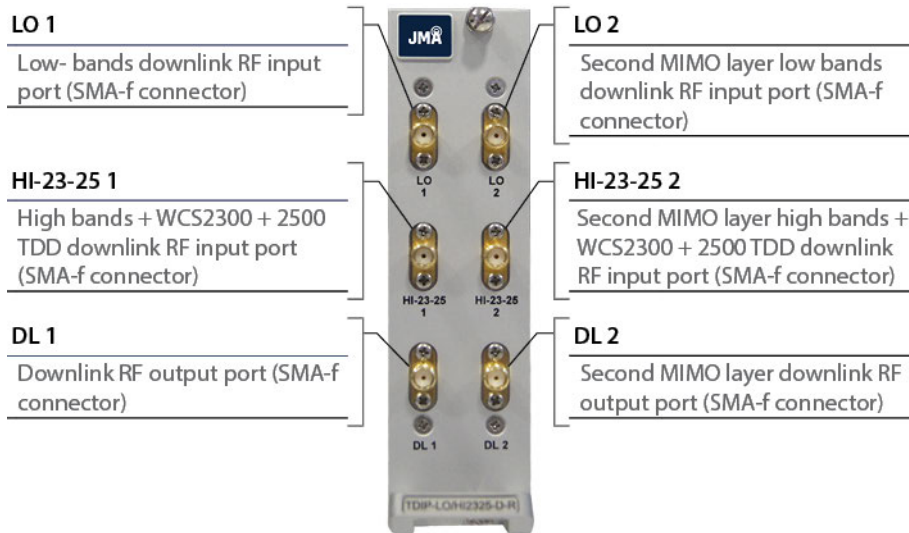 LO 1
Low- bands downlink RF input
port (SMA-f connector)
HI-23-25 1
High bands + WCS2300 + 2500
TDD downlink RF input port
(SMA-f connector)
DL 1
Downlink RF output port (SMA-f
connector)
JMA
LO
1
LO
2
HI-23-25
1
HI-23-25
2
DL 1
DL 2
TDIP-LO/HI2325-D-R
LO 2
Second MIMO layer low bands
downlink RF input port (SMA-f
connector)
HI-23-25 2
Second MIMO layer high bands +
WCS2300 + 2500 TDD downlink
RF input port (SMA-f connector)
DL 2
Second MIMO layer downlink RF
output port (SMA-f connector)